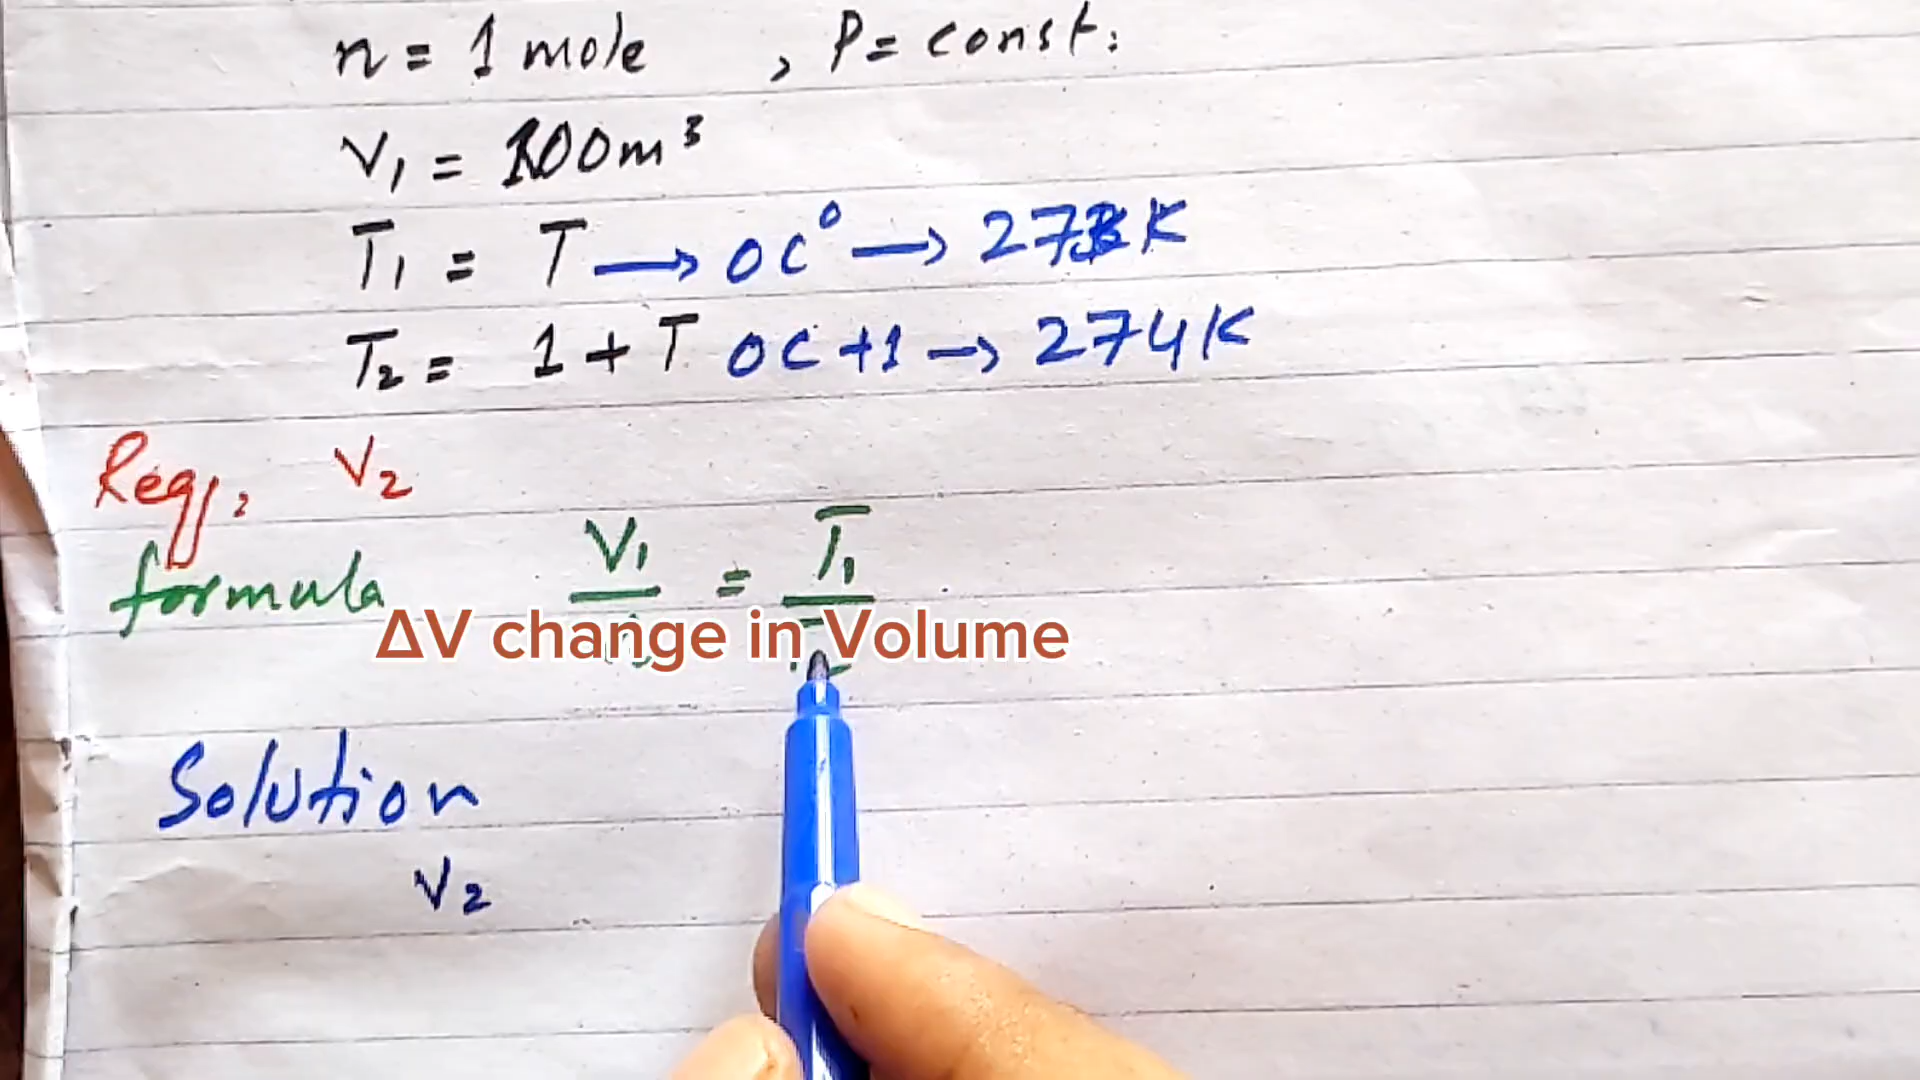 n = 1 mole , P = const:
V₁ = 100m³
T₁ = T → 0C° → 273K
T₂ = 1 + T 0C + 1 → 274K
Req, V₂
formula V₁ = T₁
ΔV change in Volume
Solution
V₂